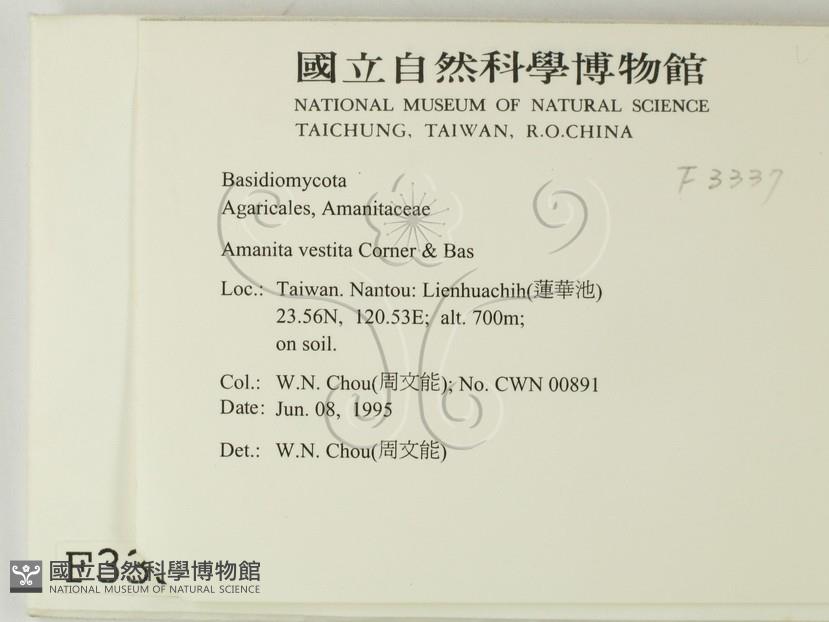 國立自然科學博物館
NATIONAL MUSEUM OF NATURAL SCIENCE
TAICHUNG, TAIWAN, R.O.CHINA
F3337
Basidiomycota
Agaricales, Amanitaceae
Amanita vestita Corner & Bas
Loc.: Taiwan. Nantou: Lienhuachih(蓮華池)
23.56N, 120.53E; alt. 700m;
on soil.
Col.: W.N. Chou(周文能); No. CWN 00891
Date: Jun. 08, 1995
Det.: W.N. Chou(周文能)
國立自然科學博物館
NATIONAL MUSEUM OF NATURAL SCIENCE